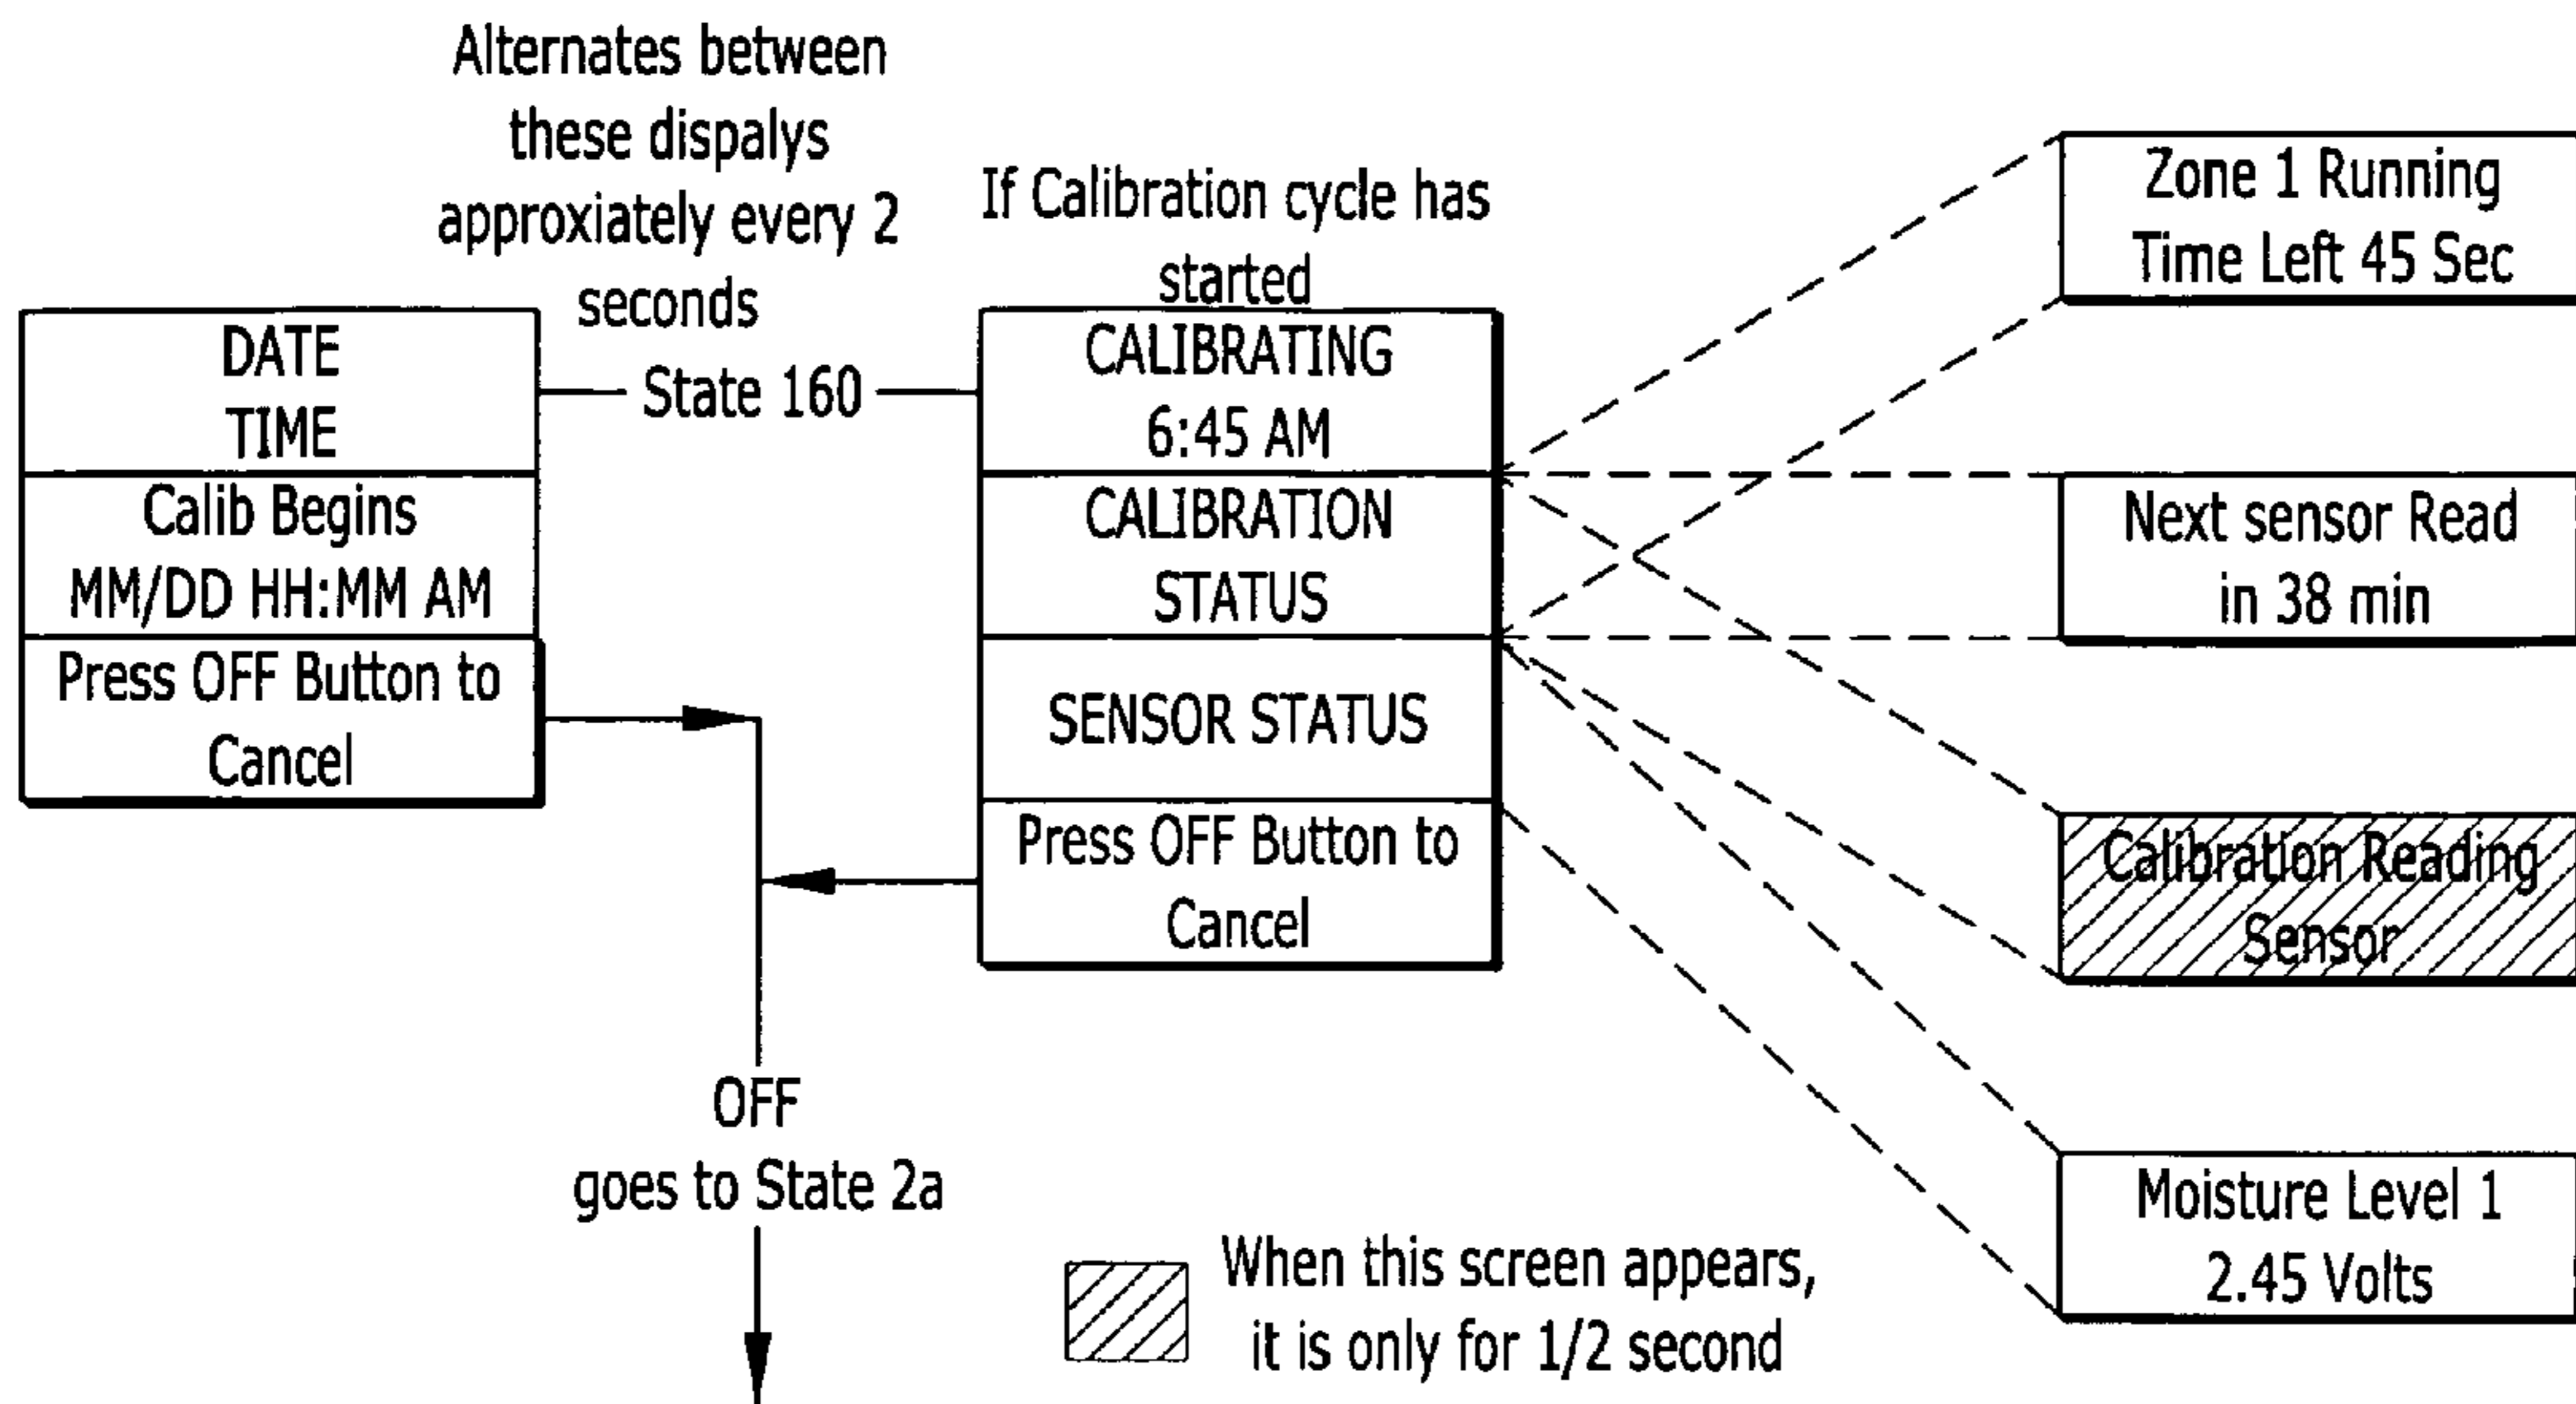 Alternates between
these dispalys
approxiately every 2
seconds
DATE
TIME
Calib Begins
MM/DD HH:MM AM
Press OFF Button to
Cancel
State 160
If Calibration cycle has
started
CALIBRATING
6:45 AM
CALIBRATION
STATUS
SENSOR STATUS
Press OFF Button to
Cancel
Zone 1 Running
Time Left 45 Sec
Next sensor Read
in 38 min
Calibration Reading
Sensor
Moisture Level 1
2.45 Volts
OFF
goes to State 2a
When this screen appears,
it is only for 1/2 second